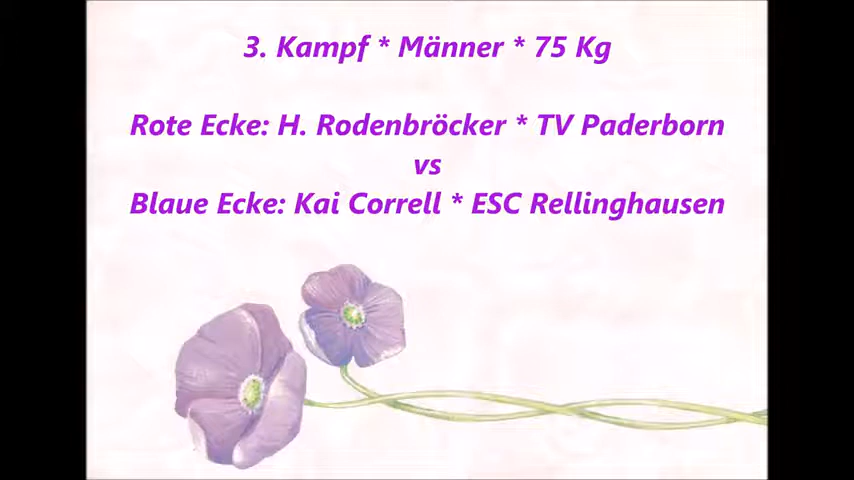 3. Kampf * Männer * 75 Kg
Rote Ecke: H. Rodenbröcker * TV Paderborn
vs
Blaue Ecke: Kai Correll * ESC Rellinghausen